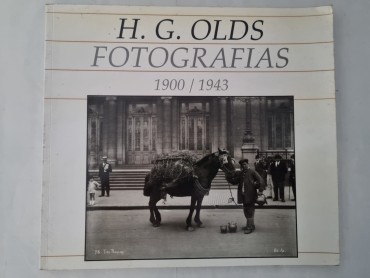 H. G. OLDS
FOTOGRAFIAS
1900 / 1943